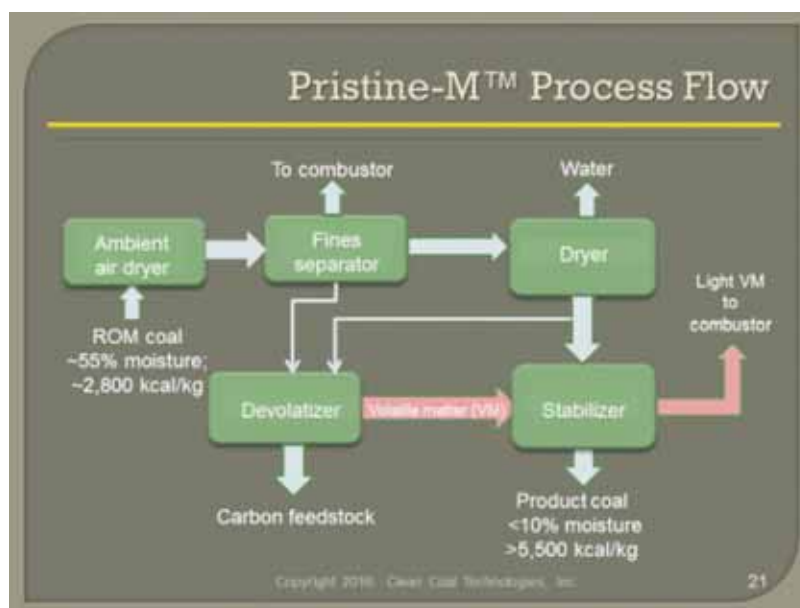 Pristine-M™ Process Flow
To combustor
Water
Ambient
air dryer
Fines
separator
Dryer
Light VM
to
combustor
ROM coal
~55% moisture;
~2,800 kcal/kg
Devolatizer
Volatile matter (VM)
Stabilizer
Carbon feedstock
Product coal
<10% moisture
>5,500 kcal/kg
Copyright 2016 Clean Coal Technologies, Inc.
21